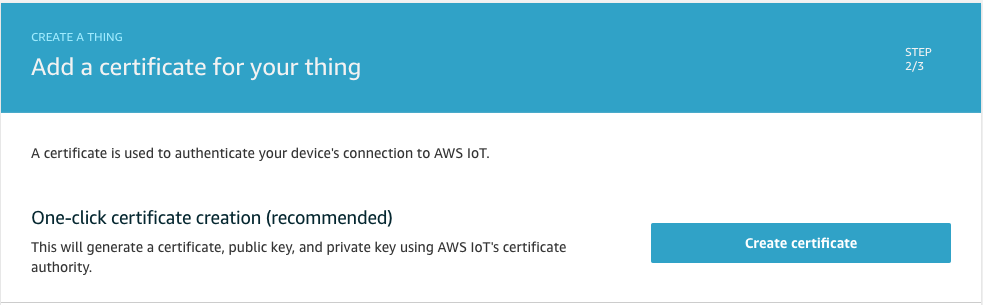 CREATE A THING
Add a certificate for your thing
STEP
2/3
A certificate is used to authenticate your device's connection to AWS IoT.
One-click certificate creation (recommended)
This will generate a certificate, public key, and private key using AWS IoT's certificate
authority.
Create certificate